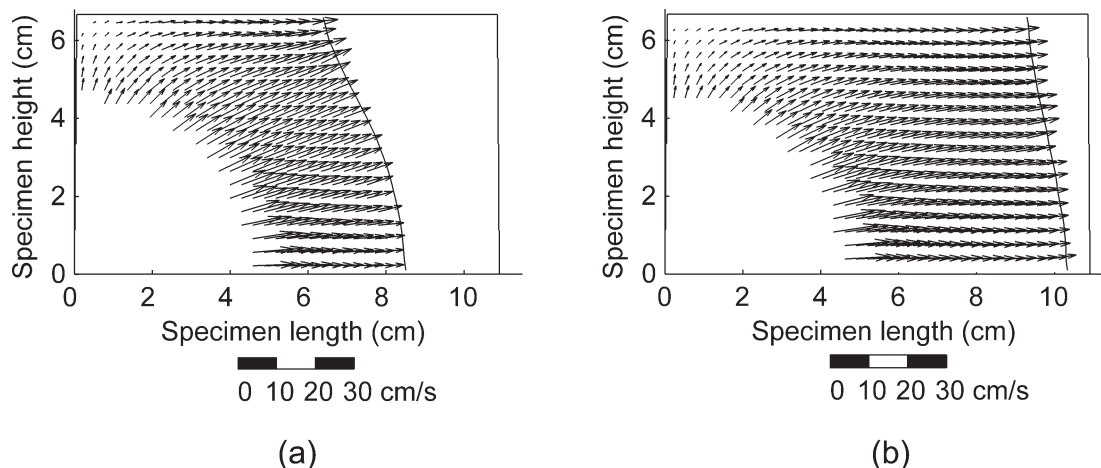 6
4
2
0
Specimen height (cm)
0 2 4 6 8 10
Specimen length (cm)
0 10 20 30 cm/s
(a)
6
4
2
0
Specimen height (cm)
0 2 4 6 8 10
Specimen length (cm)
0 10 20 30 cm/s
(b)